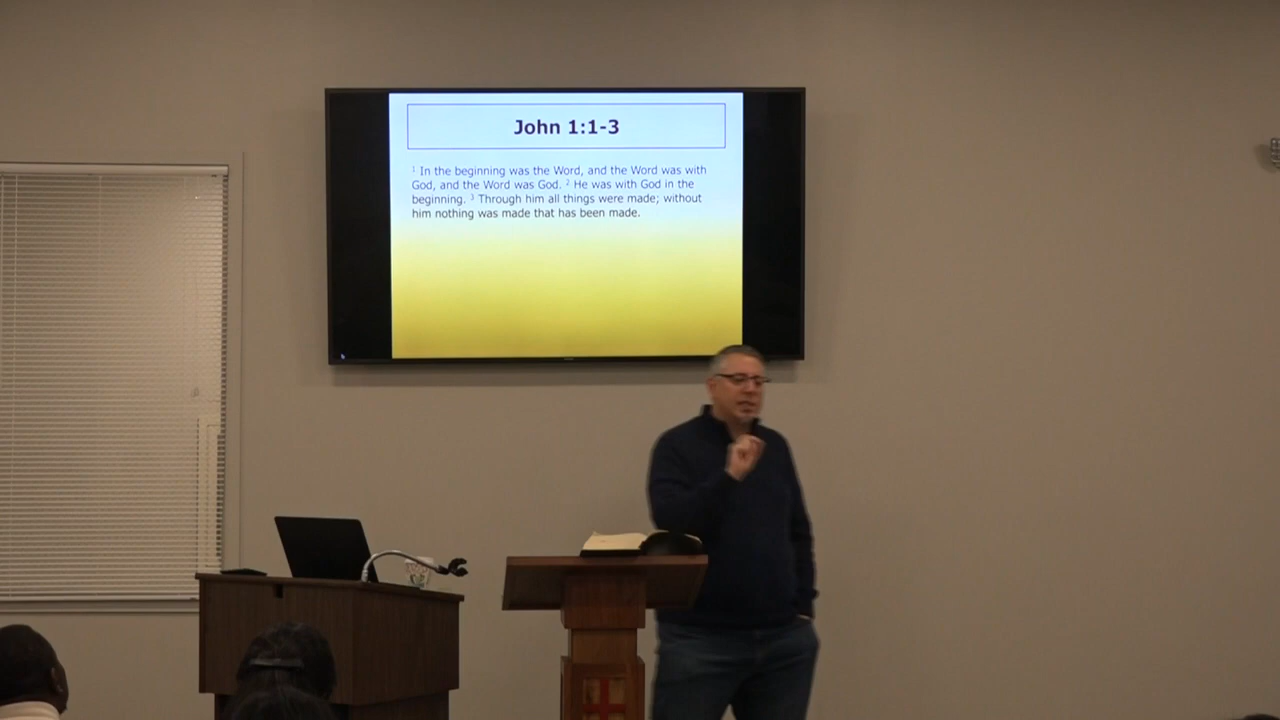 John 1:1-3
1 In the beginning was the Word, and the Word was with
God, and the Word was God. 2 He was with God in the
beginning. 3 Through him all things were made; without
him nothing was made that has been made.